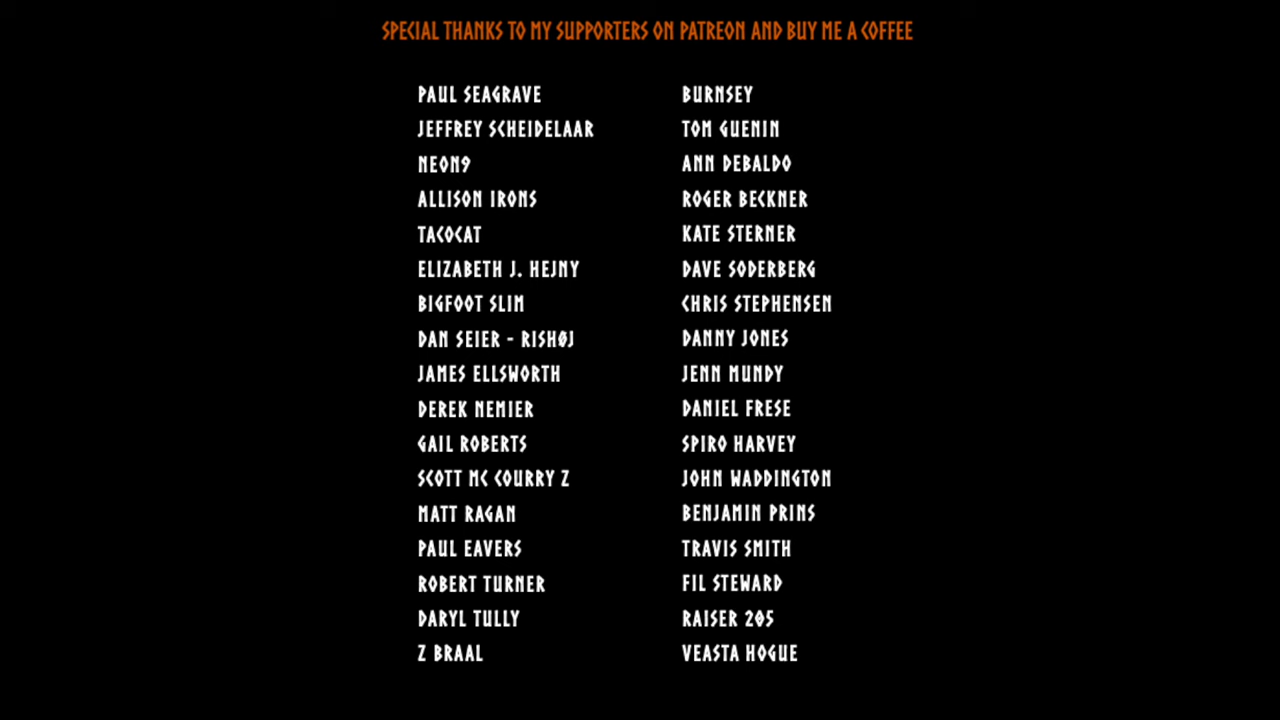 SPECIAL THANKS TO MY SUPPORTERS ON PATREON AND BUY ME A COFFEE
PAUL SEAGRAVE
JEFFREY SCHEIDELAAR
NEON9
ALLISON IRONS
TACOCAT
ELIZABETH J. HEJNY
BIGFOOT SLIM
DAN SEIER - RISHØJ
JAMES ELLSWORTH
DEREK NEMIER
GAIL ROBERTS
SCOTT MC COURRY Z
MATT RAGAN
PAUL EAVERS
ROBERT TURNER
DARYL TULLY
Z BRAAL
BURNSEY
TOM GUENIN
ANN DEBALDO
ROGER BECKNER
KATE STERNER
DAVE SODERBERG
CHRIS STEPHENSEN
DANNY JONES
JENN MUNDY
DANIEL FRESE
SPIRO HARVEY
JOHN WADDINGTON
BENJAMIN PRINS
TRAVIS SMITH
FIL STEWARD
RAISER 205
VEASTA HOGUE